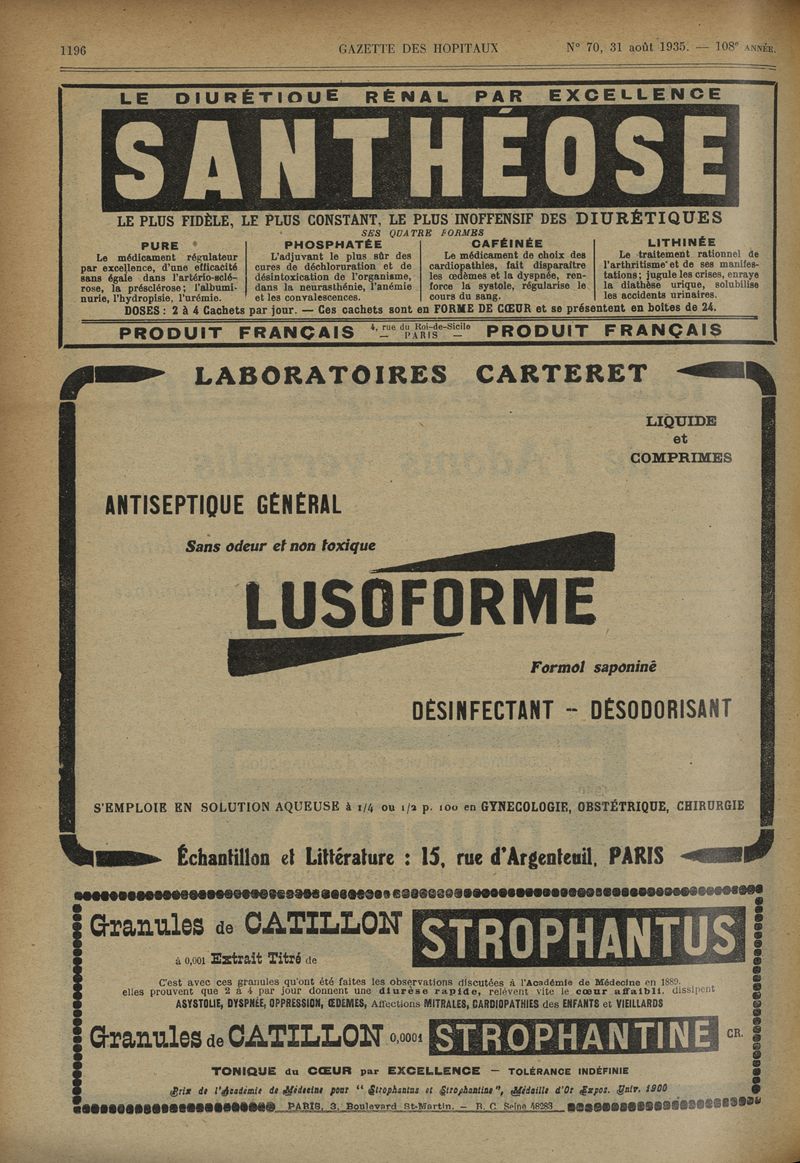 1196 GAZETTE DES HOPITAUX N° 70, 31 août 1935. — 108e ANNÉE.
LE DIURÉTIQUE RÉNAL PAR EXCELLENCE
SANTHÉOSE
LE PLUS FIDÈLE, LE PLUS CONSTANT, LE PLUS INOFFENSIF DES DIURÉTIQUES
SES QUATRE FORMES
PURE
Le médicament régulateur
par excellence, d'une efficacité
sans égale dans l'artério-sclé-
rose, la présclérose; l'albumi-
nurie, l'hydropisie, l'urémie.
PHOSPHATÉE
L'adjuvant le plus sûr des
cures de déchloruration et de
désintoxication de l'organisme,
dans la neurasthénie, l'anémie
et les convalescences.
CAFÉINÉE
Le médicament de choix des
cardiopathies, fait disparaître
les œdèmes et la dyspnée, ren-
force la systole, régularise le
cours du sang.
LITHINÉE
Le traitement rationnel de
l'arthritisme et de ses manifes-
tations; jugule les crises, enraye
la diathèse urique, solubilise
les accidents urinaires.
DOSES : 2 à 4 Cachets par jour. — Ces cachets sont en FORME DE CŒUR et se présentent en boîtes de 24.
PRODUIT FRANÇAIS 4, rue du Roi-de-Sicile PRODUIT FRANÇAIS
— PARIS —
LABORATOIRES CARTERET
LIQUIDE
et
COMPRIMES
ANTISEPTIQUE GÉNÉRAL
Sans odeur et non toxique
LUSOFORME
Formol saponiné
DÉSINFECTANT - DÉSODORISANT
S'EMPLOIE EN SOLUTION AQUEUSE à 1/4 ou 1/2 p. 100 en GYNECOLOGIE, OBSTÉTRIQUE, CHIRURGIE
Échantillon et Littérature : 15, rue d'Argenteuil, PARIS
Granules de CATILLON STROPHANTUS
à 0,001 Extrait Titré de
C'est avec ces granules qu'ont été faites les observations discutées à l'Académie de Médecine en 1889.
elles prouvent que 2 à 4 par jour donnent une diurèse rapide, relèvent vite le cœur affaibli. dissipent
ASYSTOLIE, DYSPNÉE, OPPRESSION, ŒDEMES, Affections MITRALES, CARDIOPATHIES des ENFANTS et VIEILLARDS
Granules de CATILLON 0,0001 STROPHANTINE CR.
TONIQUE du CŒUR par EXCELLENCE — TOLÉRANCE INDÉFINIE
Prix de l'Académie de Médecine pour " Strophantus et Strophantine", Médaille d'Or Expos. Univ. 1900
PARIS, 3, Boulevard St-Martin. — R. C. Seine 48283